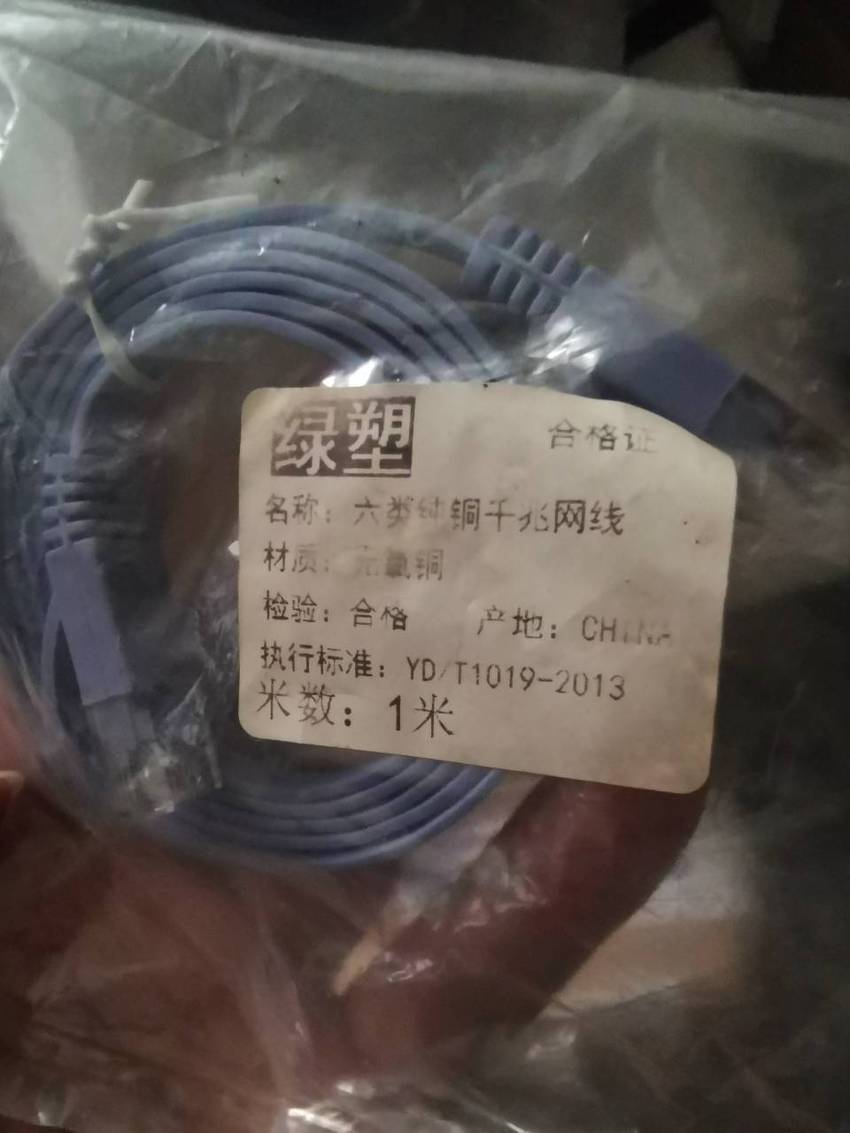 绿塑
合格证
名称：六类纯铜千兆网线
材质：无氧铜
检验：合格 产地：CHINA
执行标准：YD/T1019-2013
米数：1米